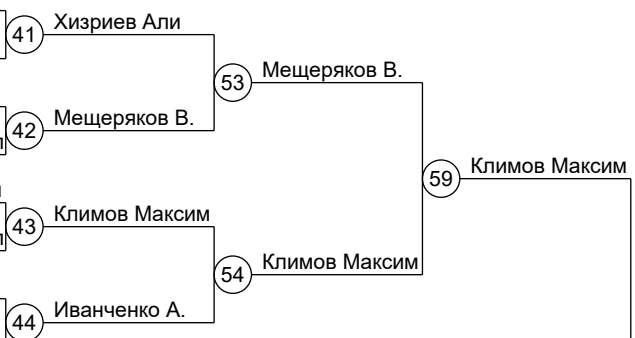 Хизриев Али
41
53
Мещеряков В.
42
Мещеряков В.
59
Климов Максим
43
Климов Максим
54
Климов Максим
44
Иванченко А.